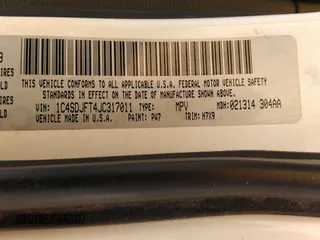 THIS VEHICLE CONFORMS TO ALL APPLICABLE U.S.A. FEDERAL MOTOR VEHICLE SAFETY
STANDARDS IN EFFECT ON THE DATE OF MANUFACTURE SHOWN ABOVE.
VIN: 1C4SDJFT4JC317011 TYPE: MPV MDH: 021314 304AA
VEHICLE MADE IN U.S.A. PAINT: PW7 TRIM: H7X9